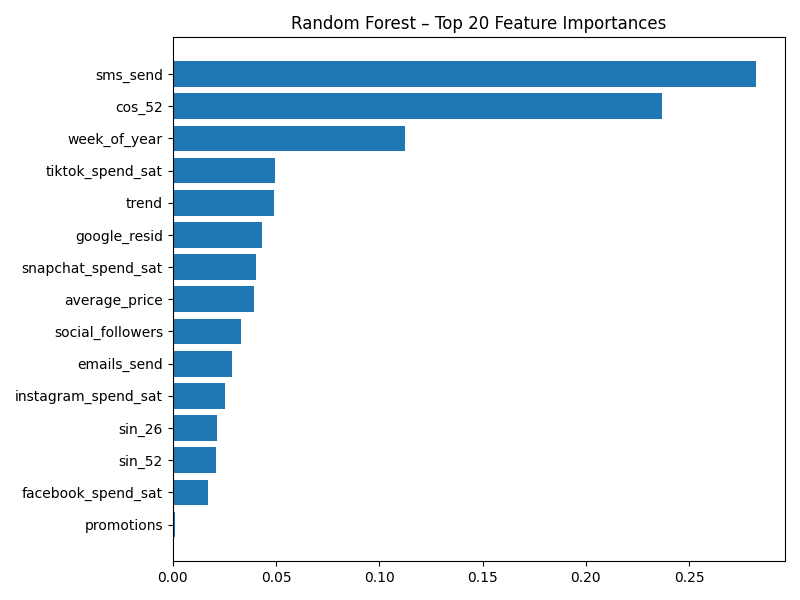 Random Forest – Top 20 Feature Importances
sms_send
cos_52
week_of_year
tiktok_spend_sat
trend
google_resid
snapchat_spend_sat
average_price
social_followers
emails_send
instagram_spend_sat
sin_26
sin_52
facebook_spend_sat
promotions
0.00 0.05 0.10 0.15 0.20 0.25